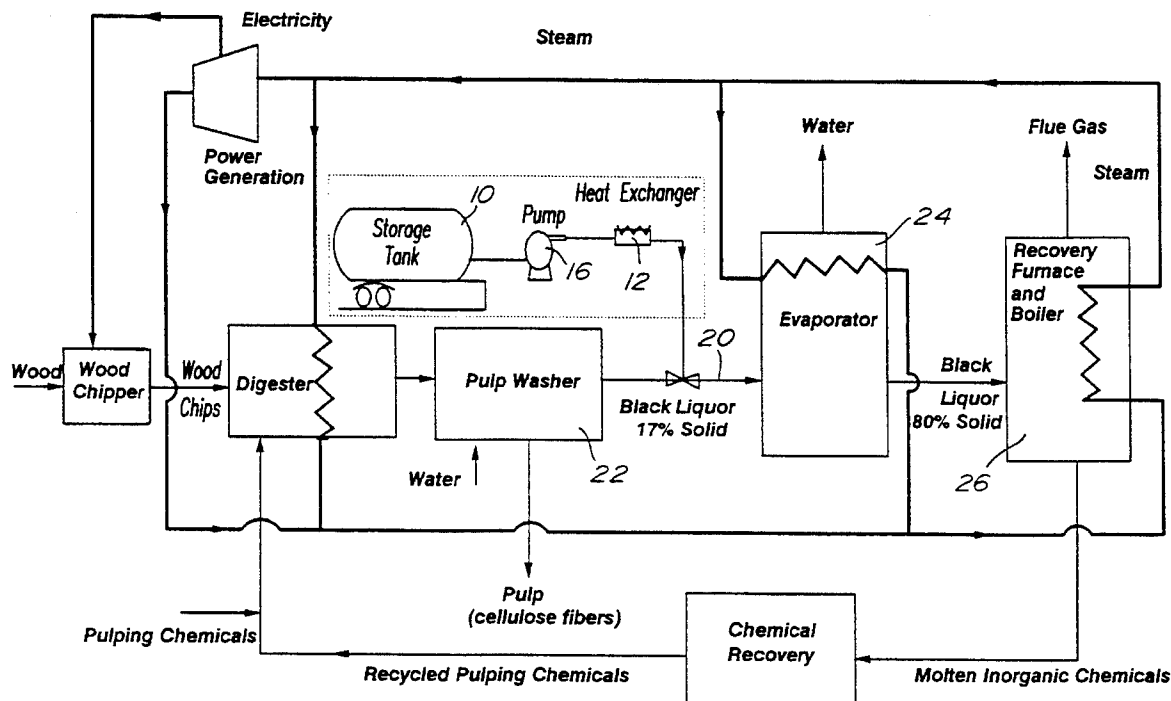 Electricity
Steam
Power
Generation
Water
Flue Gas
Steam
Heat Exchanger
10
Storage
Tank
Pump
16
12
24
Recovery
Furnace
and
Boiler
Evaporator
Wood
Wood
Chipper
Wood
Chips
Digester
Pulp Washer
20
Black Liquor
17% Solid
Black
Liquor
80% Solid
22
26
Water
Pulp
(cellulose fibers)
Pulping Chemicals
Chemical
Recovery
Recycled Pulping Chemicals
Molten Inorganic Chemicals